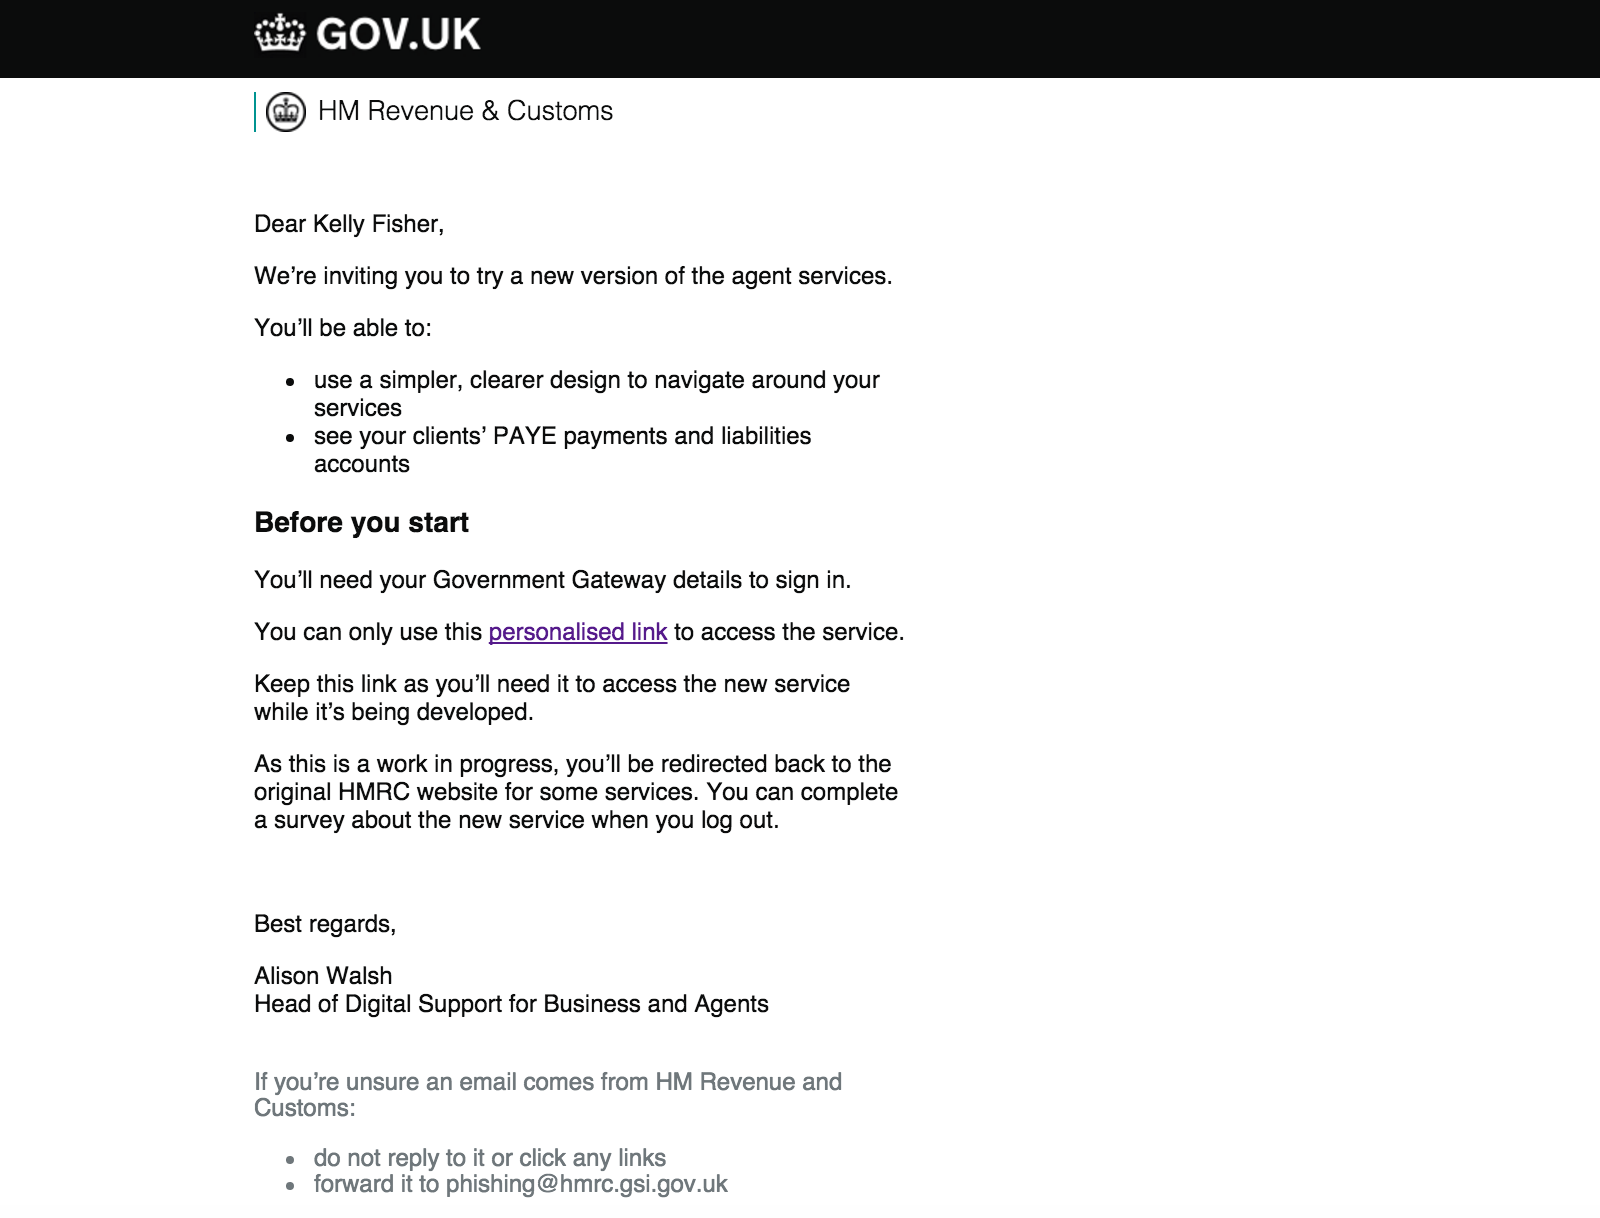 GOV.UK
HM Revenue & Customs
Dear Kelly Fisher,
We’re inviting you to try a new version of the agent services.
You’ll be able to:
• use a simpler, clearer design to navigate around your
services
• see your clients’ PAYE payments and liabilities
accounts
Before you start
You’ll need your Government Gateway details to sign in.
You can only use this personalised link to access the service.
Keep this link as you’ll need it to access the new service
while it’s being developed.
As this is a work in progress, you’ll be redirected back to the
original HMRC website for some services. You can complete
a survey about the new service when you log out.
Best regards,
Alison Walsh
Head of Digital Support for Business and Agents
If you’re unsure an email comes from HM Revenue and
Customs:
• do not reply to it or click any links
• forward it to phishing@hmrc.gsi.gov.uk